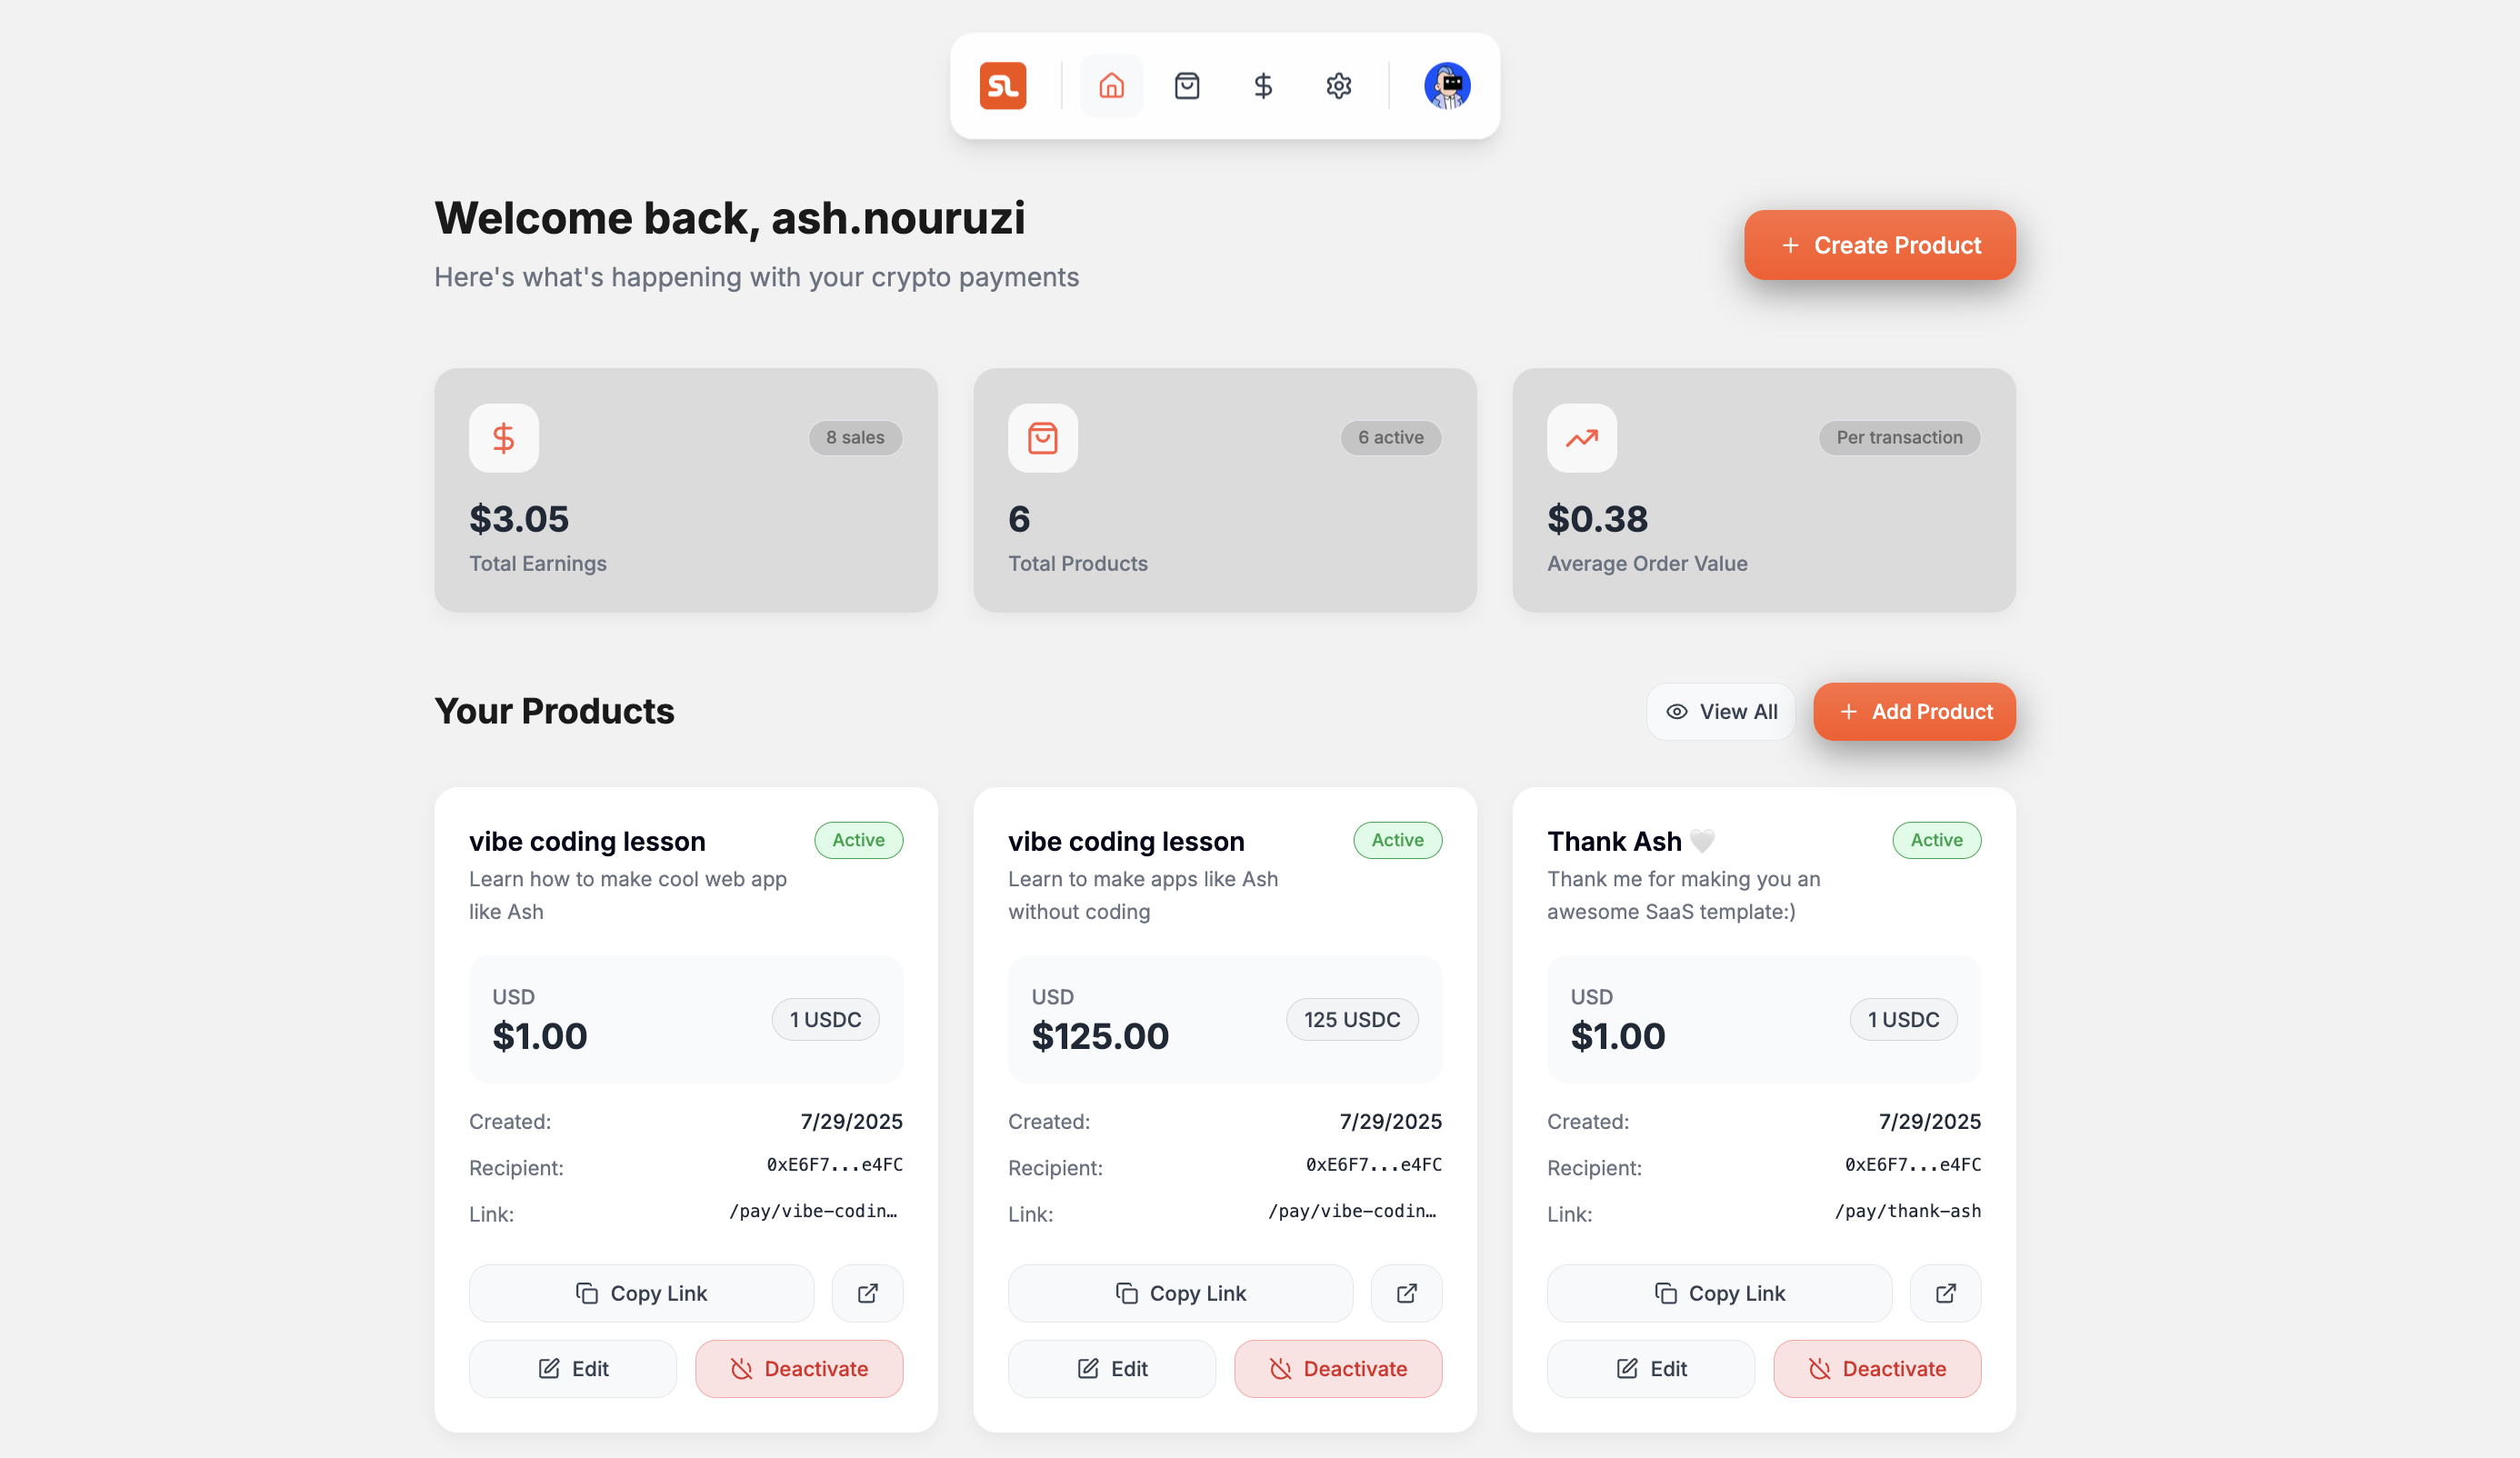 SL
Welcome back, ash.nouruzi
Here's what's happening with your crypto payments
Create Product
8 sales
$3.05
Total Earnings
6 active
6
Total Products
Per transaction
$0.38
Average Order Value
Your Products
View All
Add Product
vibe coding lesson
Active
Learn how to make cool web app
like Ash
USD
$1.00
1 USDC
Created:
7/29/2025
Recipient:
0xE6F7...e4FC
Link:
/pay/vibe-codin…
Copy Link
Edit
Deactivate
vibe coding lesson
Active
Learn to make apps like Ash
without coding
USD
$125.00
125 USDC
Created:
7/29/2025
Recipient:
0xE6F7...e4FC
Link:
/pay/vibe-codin…
Copy Link
Edit
Deactivate
Thank Ash 🤍
Active
Thank me for making you an
awesome SaaS template:)
USD
$1.00
1 USDC
Created:
7/29/2025
Recipient:
0xE6F7...e4FC
Link:
/pay/thank-ash
Copy Link
Edit
Deactivate